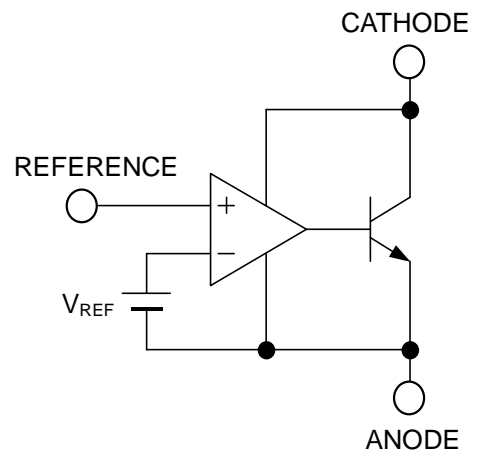 CATHODE
REFERENCE
+
−
VREF
ANODE